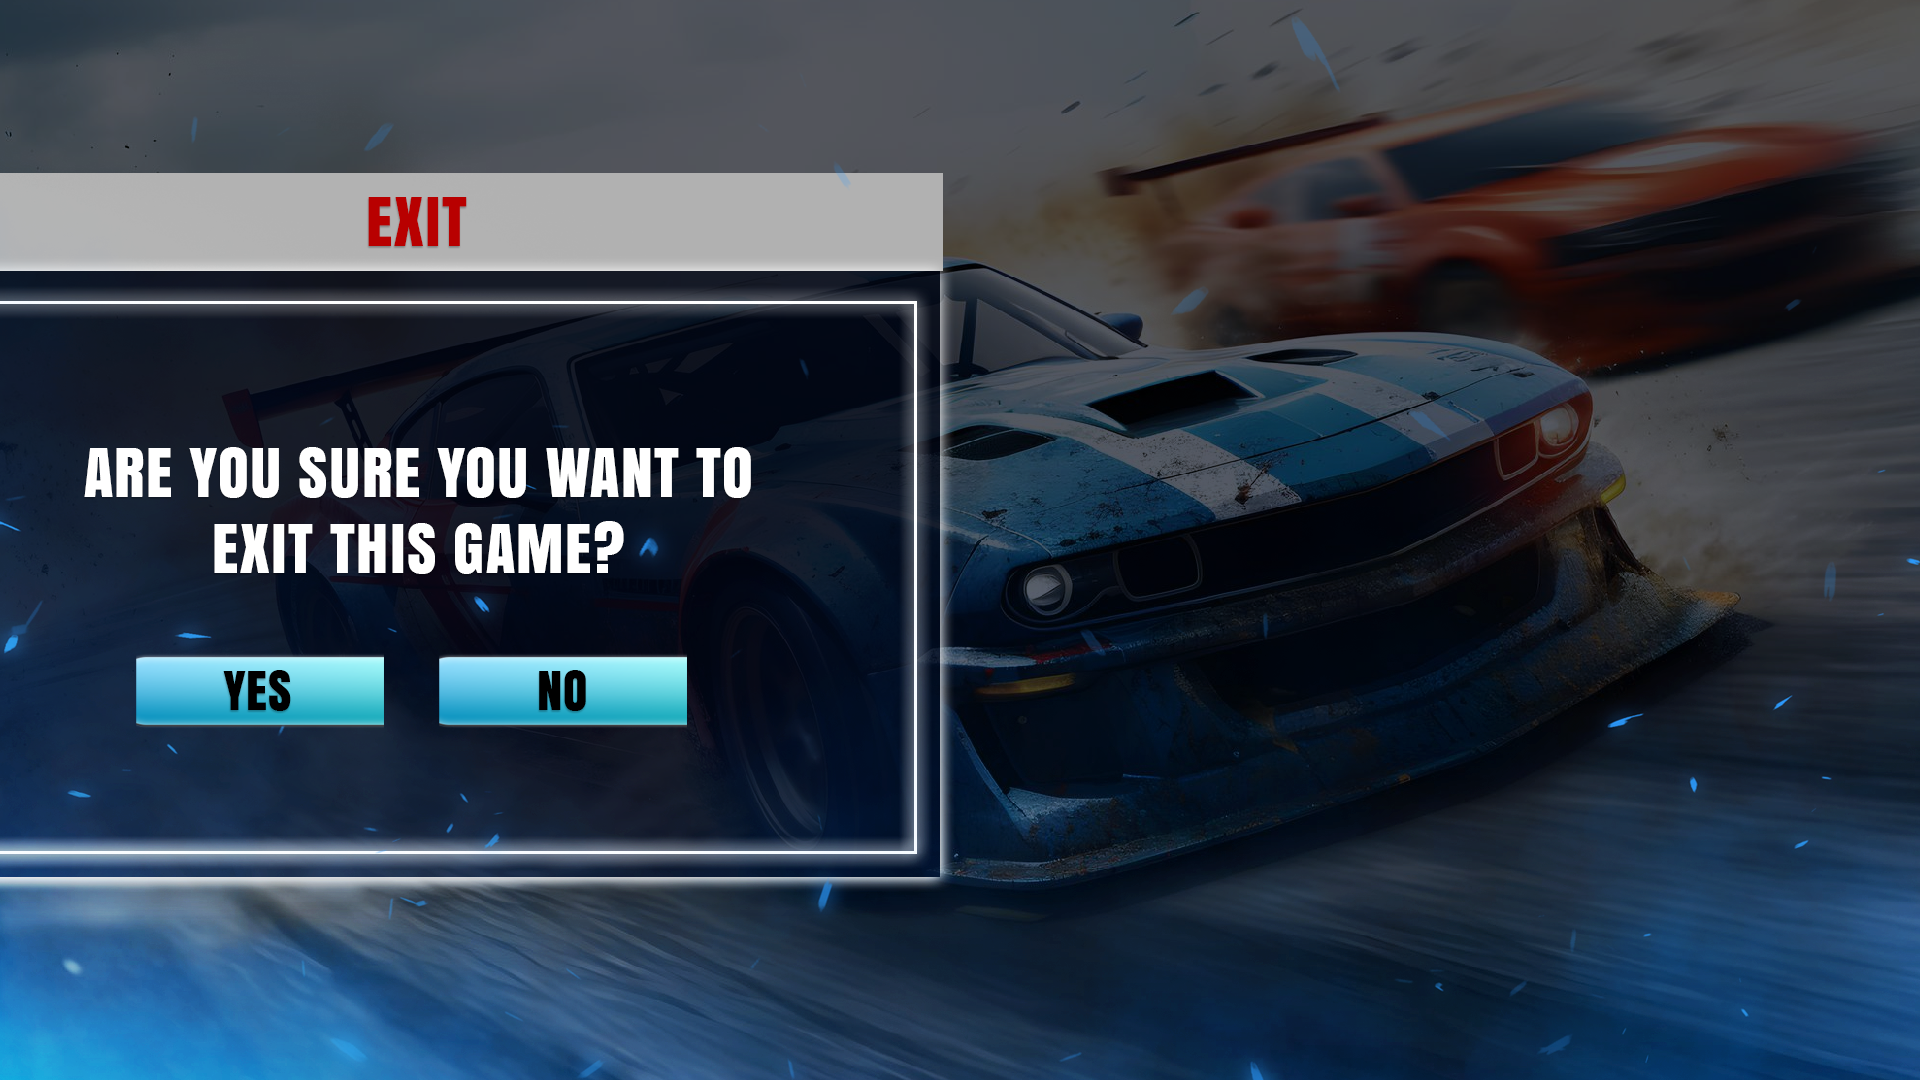 EXIT
ARE YOU SURE YOU WANT TO
EXIT THIS GAME?
YES
NO